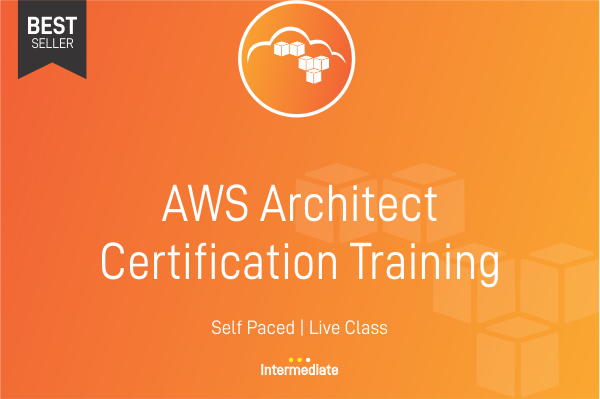 BEST
SELLER
AWS Architect
Certification Training
Self Paced | Live Class
Intermediate